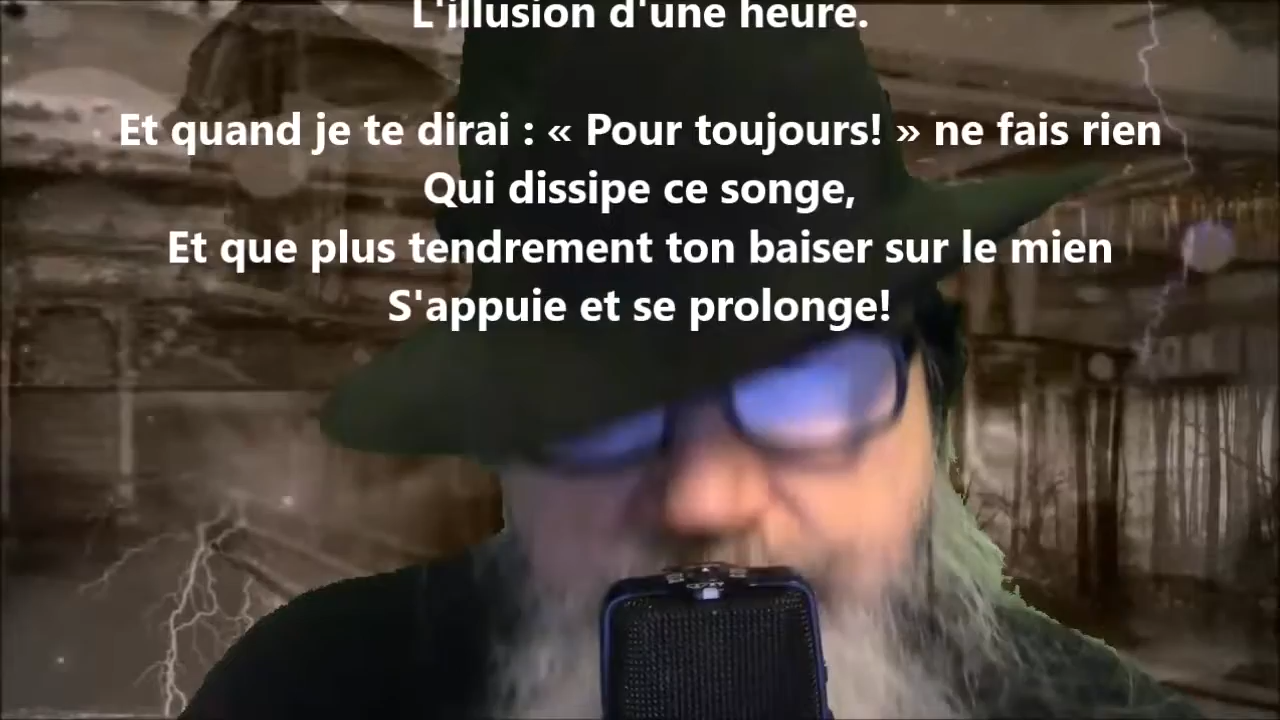 L'illusion d'une heure.
Et quand je te dirai : « Pour toujours! » ne fais rien
Qui dissipe ce songe,
Et que plus tendrement ton baiser sur le mien
S'appuie et se prolonge!